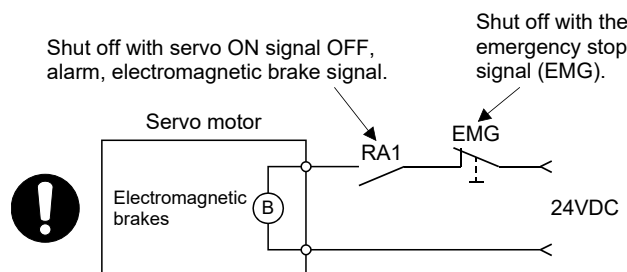 Shut off with the
emergency stop
signal (EMG).
Shut off with servo ON signal OFF,
alarm, electromagnetic brake signal.
Servo motor
EMG
RA1
Electromagnetic
brakes
B
24VDC